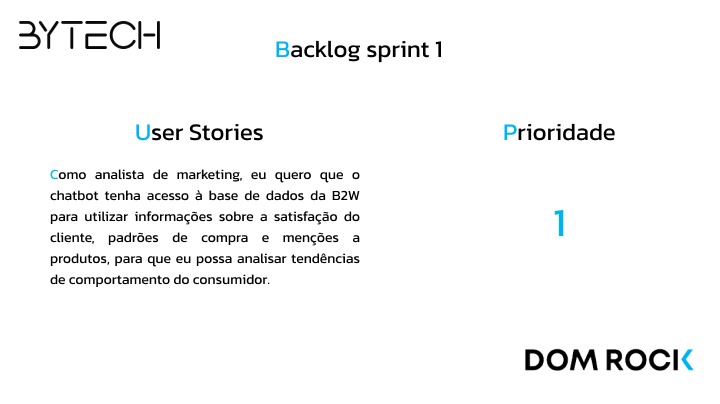 BYTECH
Backlog sprint 1
User Stories
Prioridade
Como analista de marketing, eu quero que o
chatbot tenha acesso à base de dados da B2W
para utilizar informações sobre a satisfação do
cliente, padrões de compra e menções a
produtos, para que eu possa analisar tendências
de comportamento do consumidor.
1
DOM ROCK